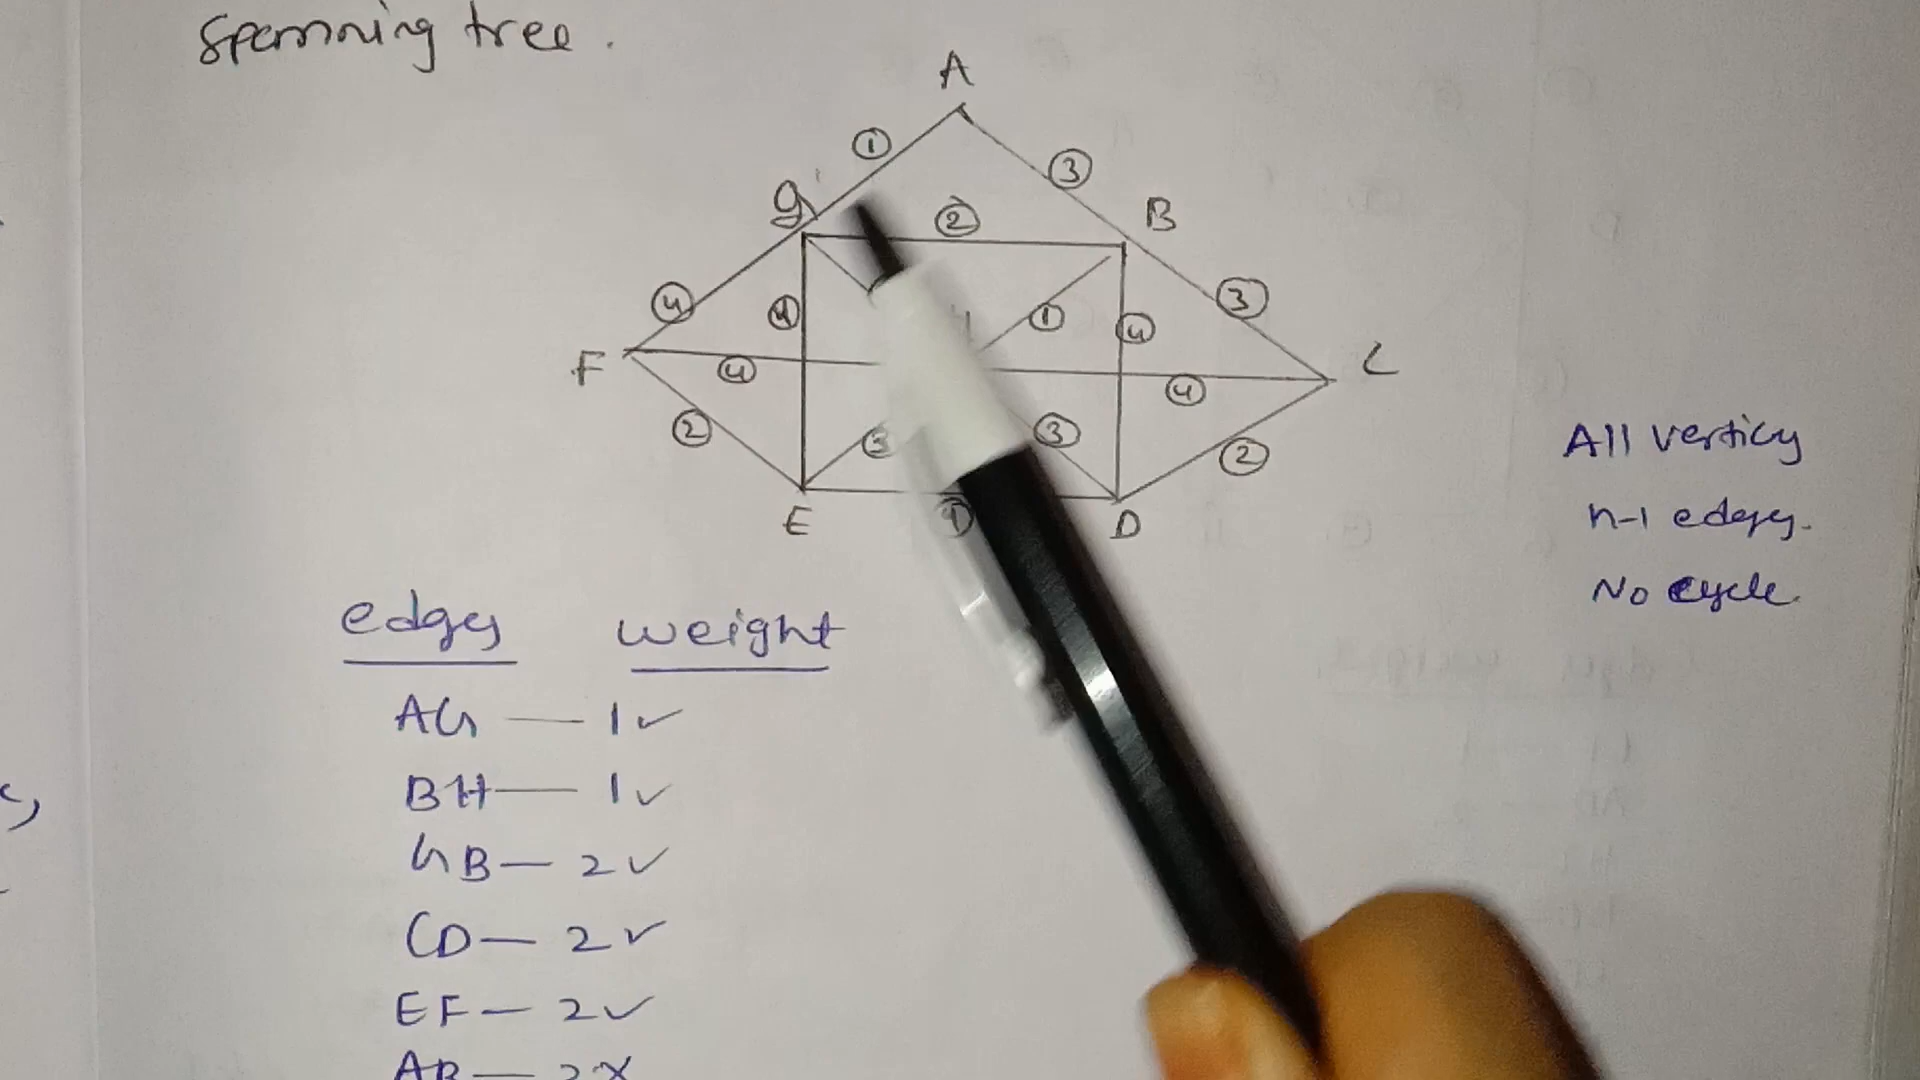 spanning tree.
A
1
3
g
2
B
4
4
1
4
3
F
4
4
C
2
3
3
2
E
D
All verticy
n-1 edges.
No cycle
edges weight
AG — 1 ✓
BH — 1 ✓
GB — 2 ✓
CD — 2 ✓
EF — 2 ✓